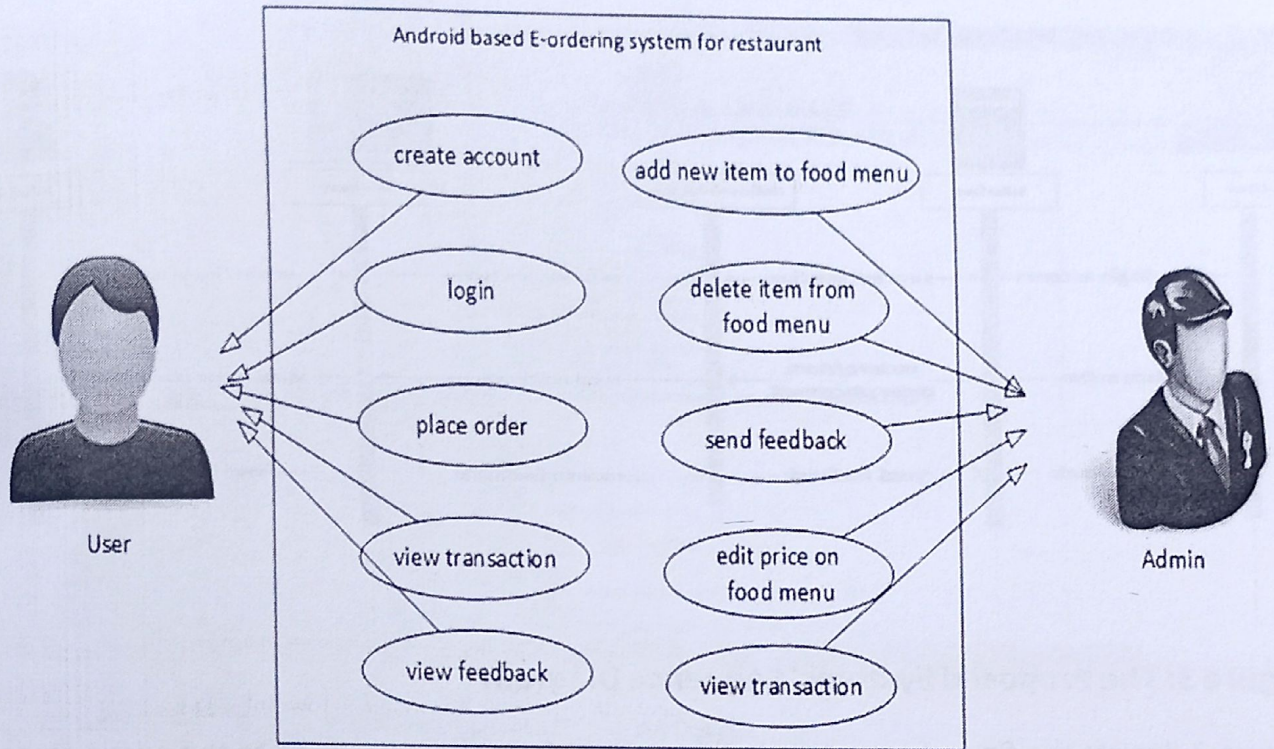 Android based E-ordering system for restaurant
create account
add new item to food menu
login
delete item from
food menu
place order
send feedback
User
view transaction
edit price on
food menu
Admin
view feedback
view transaction